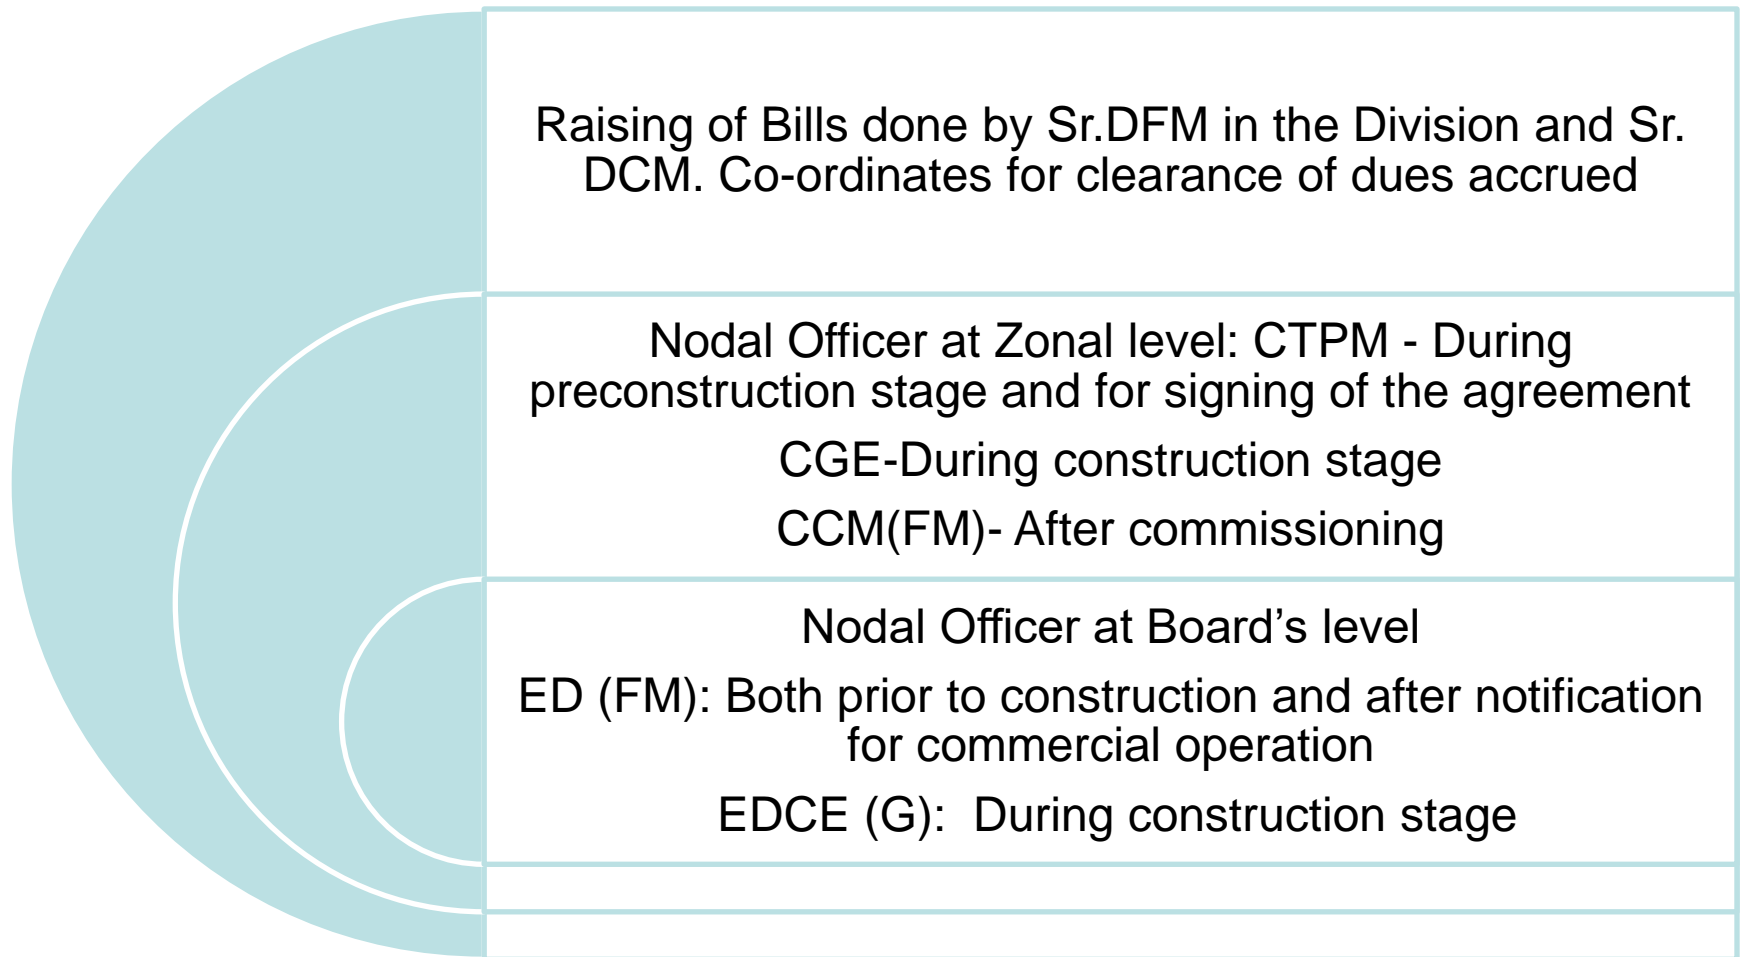 Raising of Bills done by Sr.DFM in the Division and Sr.
DCM. Co-ordinates for clearance of dues accrued
Nodal Officer at Zonal level: CTPM - During
preconstruction stage and for signing of the agreement
CGE-During construction stage
CCM(FM)- After commissioning
Nodal Officer at Board’s level
ED (FM): Both prior to construction and after notification
for commercial operation
EDCE (G):  During construction stage